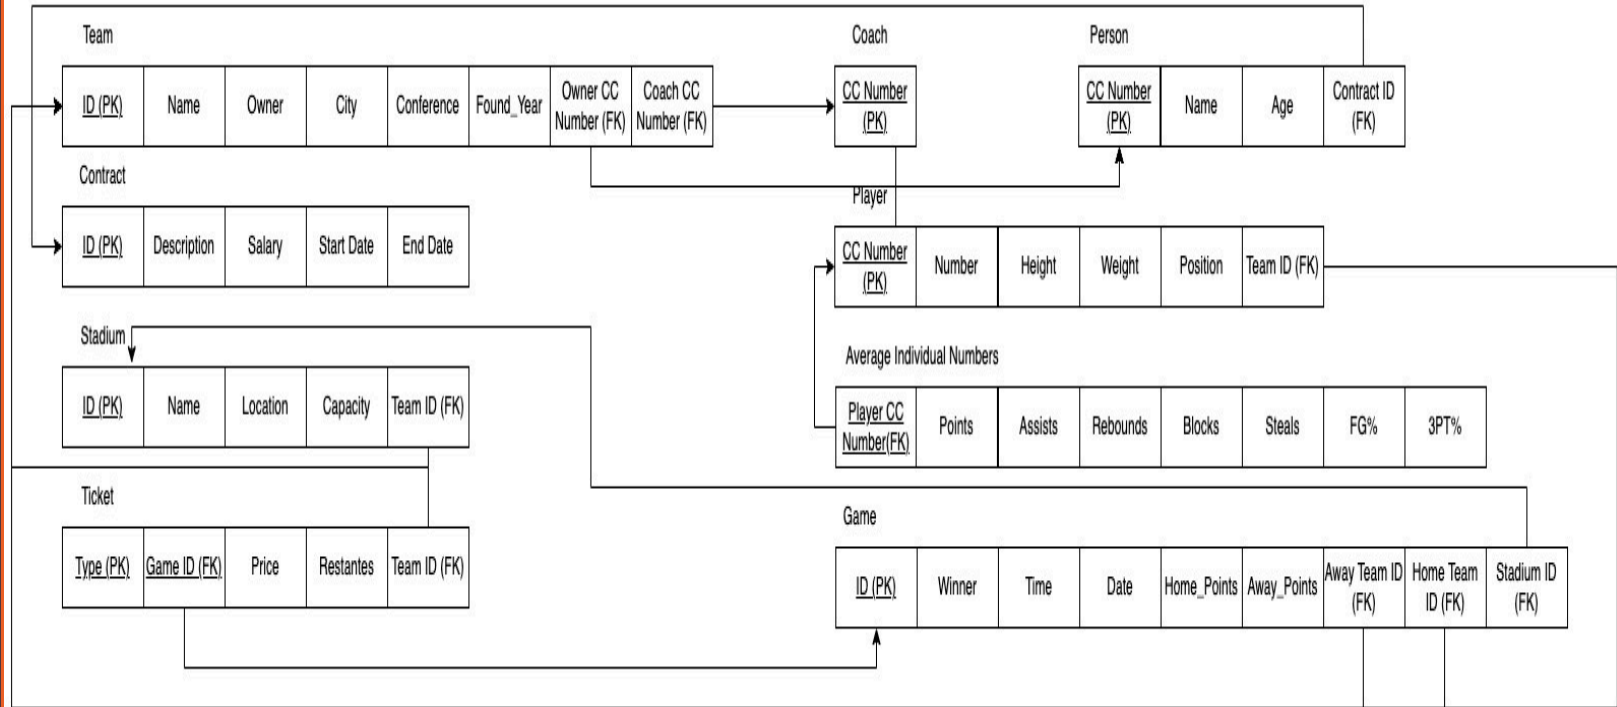 Team
ID (PK) Name Owner City Conference Found_Year Owner CC Number (FK) Coach CC Number (FK)
Coach
CC Number (PK)
Person
CC Number (PK) Name Age Contract ID (FK)
Contract
ID (PK) Description Salary Start Date End Date
Player
CC Number (PK) Number Height Weight Position Team ID (FK)
Stadium
ID (PK) Name Location Capacity Team ID (FK)
Average Individual Numbers
Player CC Number(FK) Points Assists Rebounds Blocks Steals FG% 3PT%
Ticket
Type (PK) Game ID (FK) Price Restantes Team ID (FK)
Game
ID (PK) Winner Time Date Home_Points Away_Points Away Team ID (FK) Home Team ID (FK) Stadium ID (FK)